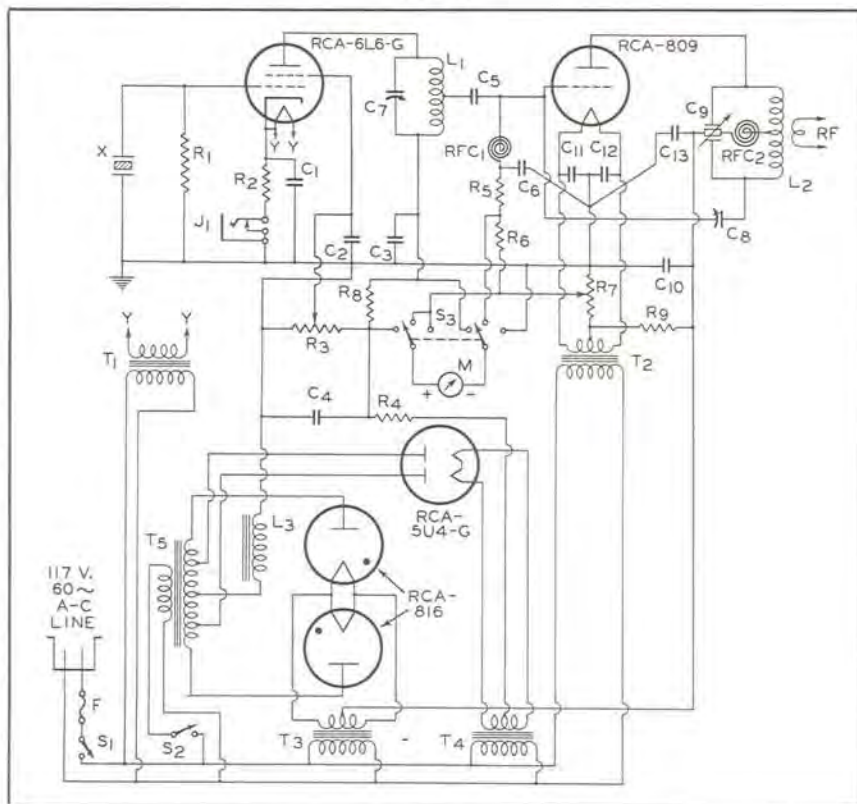 RCA-6L6-G
RCA-809
L1
C7
C5
C9
RF
X
R1
Y Y
R2
C1
RFC1
C6
C11 C12
C13
RFC2
L2
J1
R5
R6
C2
C3
C8
R7
C10
R8
S3
R9
Y Y
T1
R3
M
+ -
T2
C4
R4
RCA-
5U4-G
T5
L3
117 V.
60~
A-C
LINE
RCA-
816
F
S1
S2
T3
T4